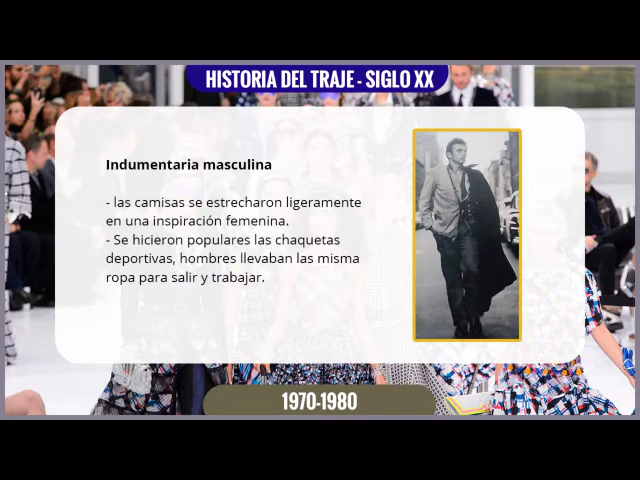 HISTORIA DEL TRAJE - SIGLO XX
Indumentaria masculina
- las camisas se estrecharon ligeramente
en una inspiración femenina.
- Se hicieron populares las chaquetas
deportivas, hombres llevaban las misma
ropa para salir y trabajar.
1970-1980